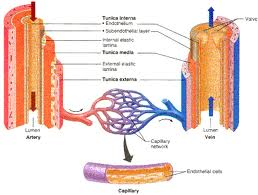 Tunica interna
• Endothelium
• Subendothelial layer
Internal elastic
lamina
Tunica media
External elastic
lamina
Tunica externa
Valve
Lumen
Artery
Lumen
Vein
Capillary
network
Endothelial cells
Capillary